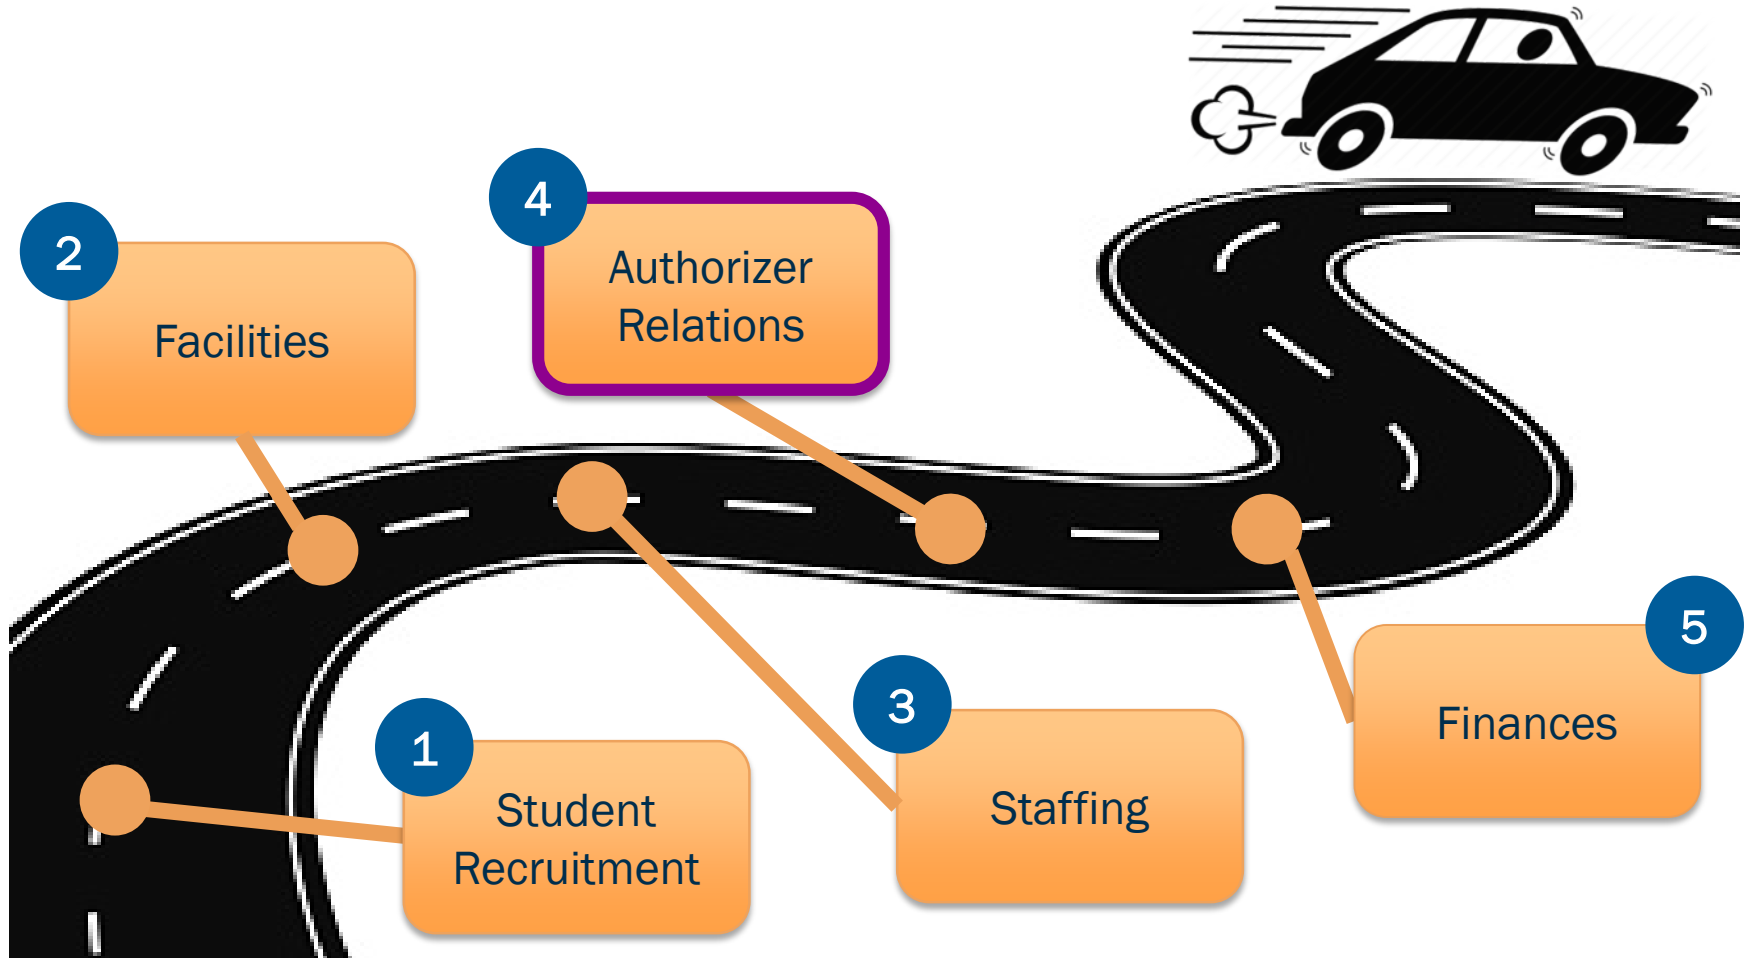 4
Authorizer
Relations
2
Facilities
5
Finances
3
Staffing
1
Student
Recruitment